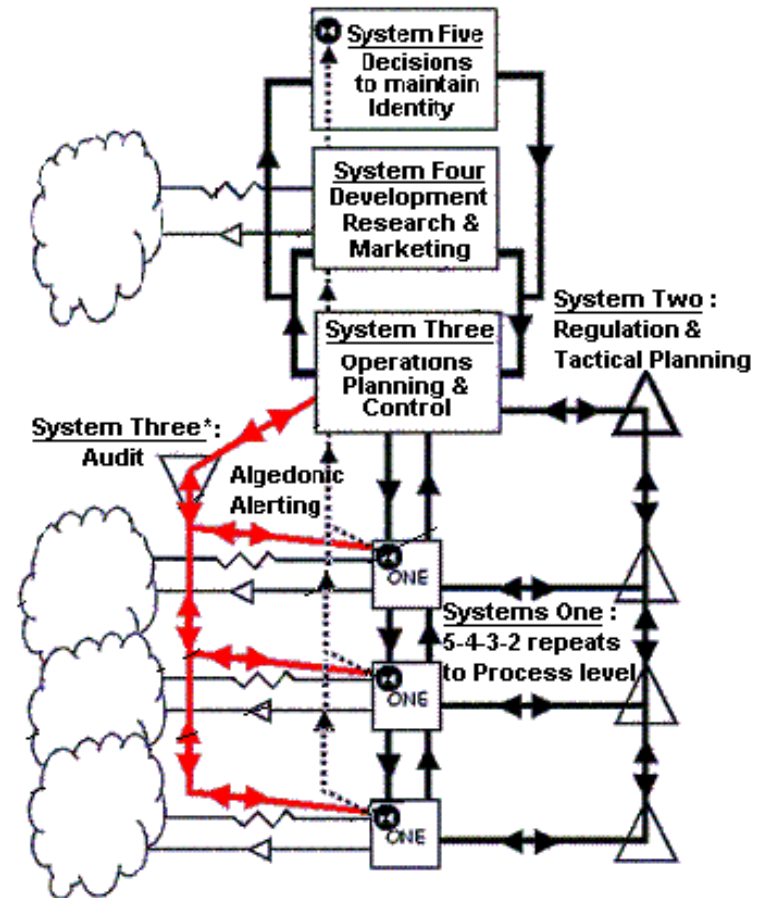 System Five
Decisions
to maintain
Identity
System Four
Development
Research &
Marketing
System Two :
Regulation &
Tactical Planning
System Three
Operations
Planning &
Control
System Three*:
Audit
Algedonic
Alerting
ONE
Systems One :
5-4-3-2 repeats
to Process level
ONE
ONE